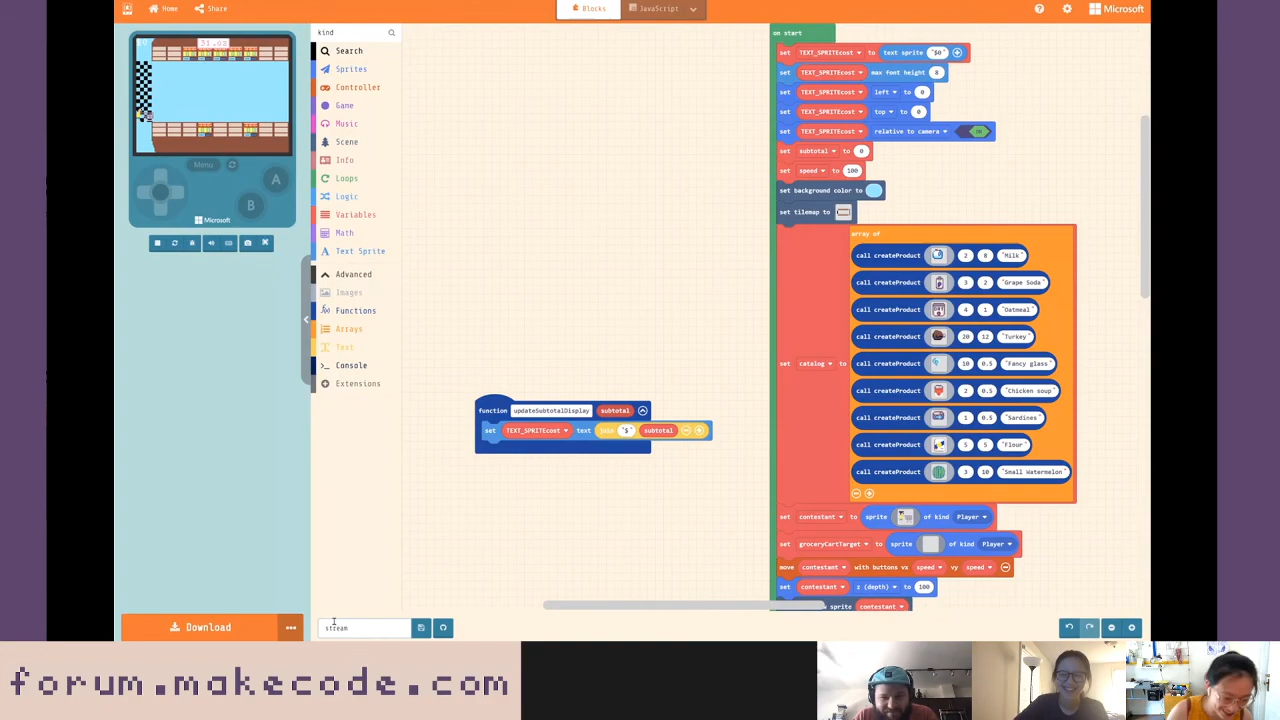 Home
Share
Blocks
JavaScript
Microsoft
kind
Search
Sprites
Controller
Game
Music
Scene
Info
Loops
Logic
Variables
Math
Text Sprite
Advanced
Images
Functions
Arrays
Text
Console
Extensions
Menu
A
B
Microsoft
on start
set TEXT_SPRITEcost to text sprite "$0"
set TEXT_SPRITEcost max font height 8
set TEXT_SPRITEcost left to 0
set TEXT_SPRITEcost top to 0
set TEXT_SPRITEcost relative to camera ON
set subtotal to 0
set speed to 100
set background color to
set tilemap to
set catalog to
array of
call createProduct 2 8 "Milk"
call createProduct 3 2 "Grape Soda"
call createProduct 4 1 "Oatmeal"
call createProduct 20 12 "Turkey"
call createProduct 10 0.5 "Fancy glass"
call createProduct 2 0.5 "Chicken soup"
call createProduct 1 0.5 "Sardines"
call createProduct 5 5 "Flour"
call createProduct 3 10 "Small Watermelon"
set contestant to sprite of kind Player
set groceryCartTarget to sprite of kind Player
move contestant with buttons vx speed vy speed
set contestant z (depth) to 100
sprite contestant
function updateSubtotalDisplay subtotal
set TEXT_SPRITEcost text join "$" subtotal
Download
stream
forum.makecode.com